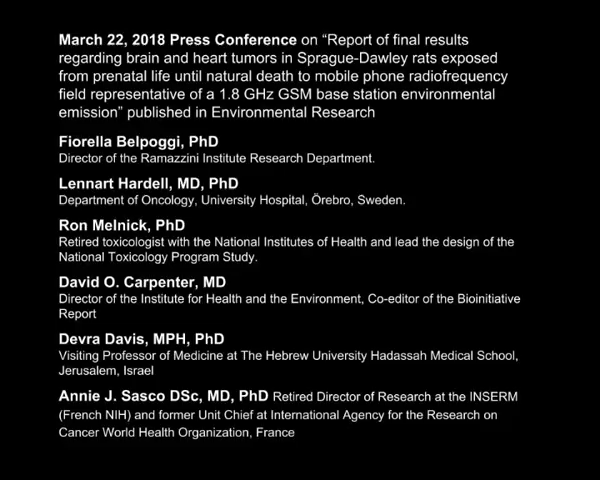 March 22, 2018 Press Conference on “Report of final results
regarding brain and heart tumors in Sprague-Dawley rats exposed
from prenatal life until natural death to mobile phone radiofrequency
field representative of a 1.8 GHz GSM base station environmental
emission” published in Environmental Research
Fiorella Belpoggi, PhD
Director of the Ramazzini Institute Research Department.
Lennart Hardell, MD, PhD
Department of Oncology, University Hospital, Örebro, Sweden.
Ron Melnick, PhD
Retired toxicologist with the National Institutes of Health and lead the design of the
National Toxicology Program Study.
David O. Carpenter, MD
Director of the Institute for Health and the Environment, Co-editor of the Bioinitiative
Report
Devra Davis, MPH, PhD
Visiting Professor of Medicine at The Hebrew University Hadassah Medical School,
Jerusalem, Israel
Annie J. Sasco DSc, MD, PhD Retired Director of Research at the INSERM
(French NIH) and former Unit Chief at International Agency for the Research on
Cancer World Health Organization, France